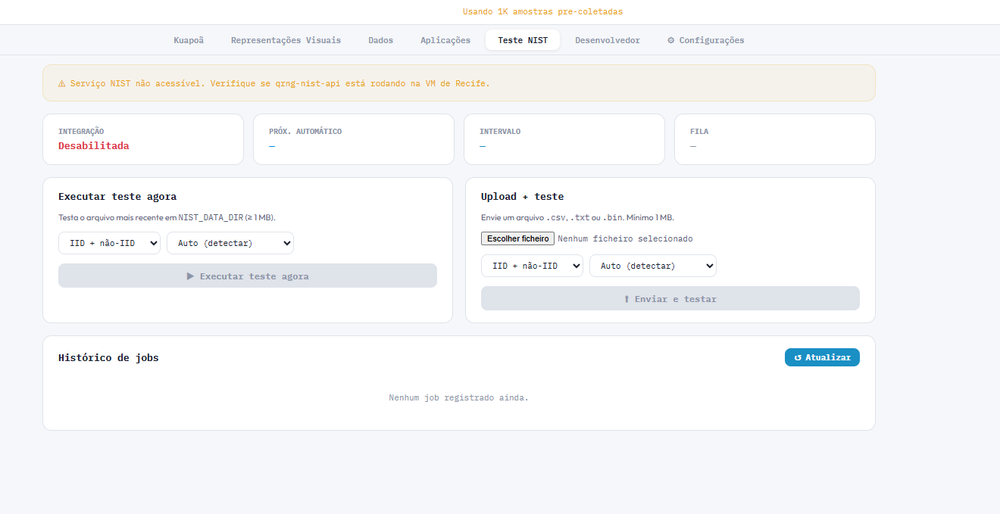 Usando 1K amostras pre-coletadas
Kuapoã Representações Visuais Dados Aplicações Teste NIST Desenvolvedor ⚙ Configurações
⚠ Serviço NIST não acessível. Verifique se qrng-nist-api está rodando na VM de Recife.
INTEGRAÇÃO
Desabilitada
PRÓX. AUTOMÁTICO
—
INTERVALO
—
FILA
—
Executar teste agora
Testa o arquivo mais recente em NIST_DATA_DIR (≥ 1 MB).
IID + não-IID Auto (detectar)
▶ Executar teste agora
Upload + teste
Envie um arquivo .csv, .txt ou .bin. Mínimo 1 MB.
Escolher ficheiro Nenhum ficheiro selecionado
IID + não-IID Auto (detectar)
⬆ Enviar e testar
Histórico de jobs
↺ Atualizar
Nenhum job registrado ainda.